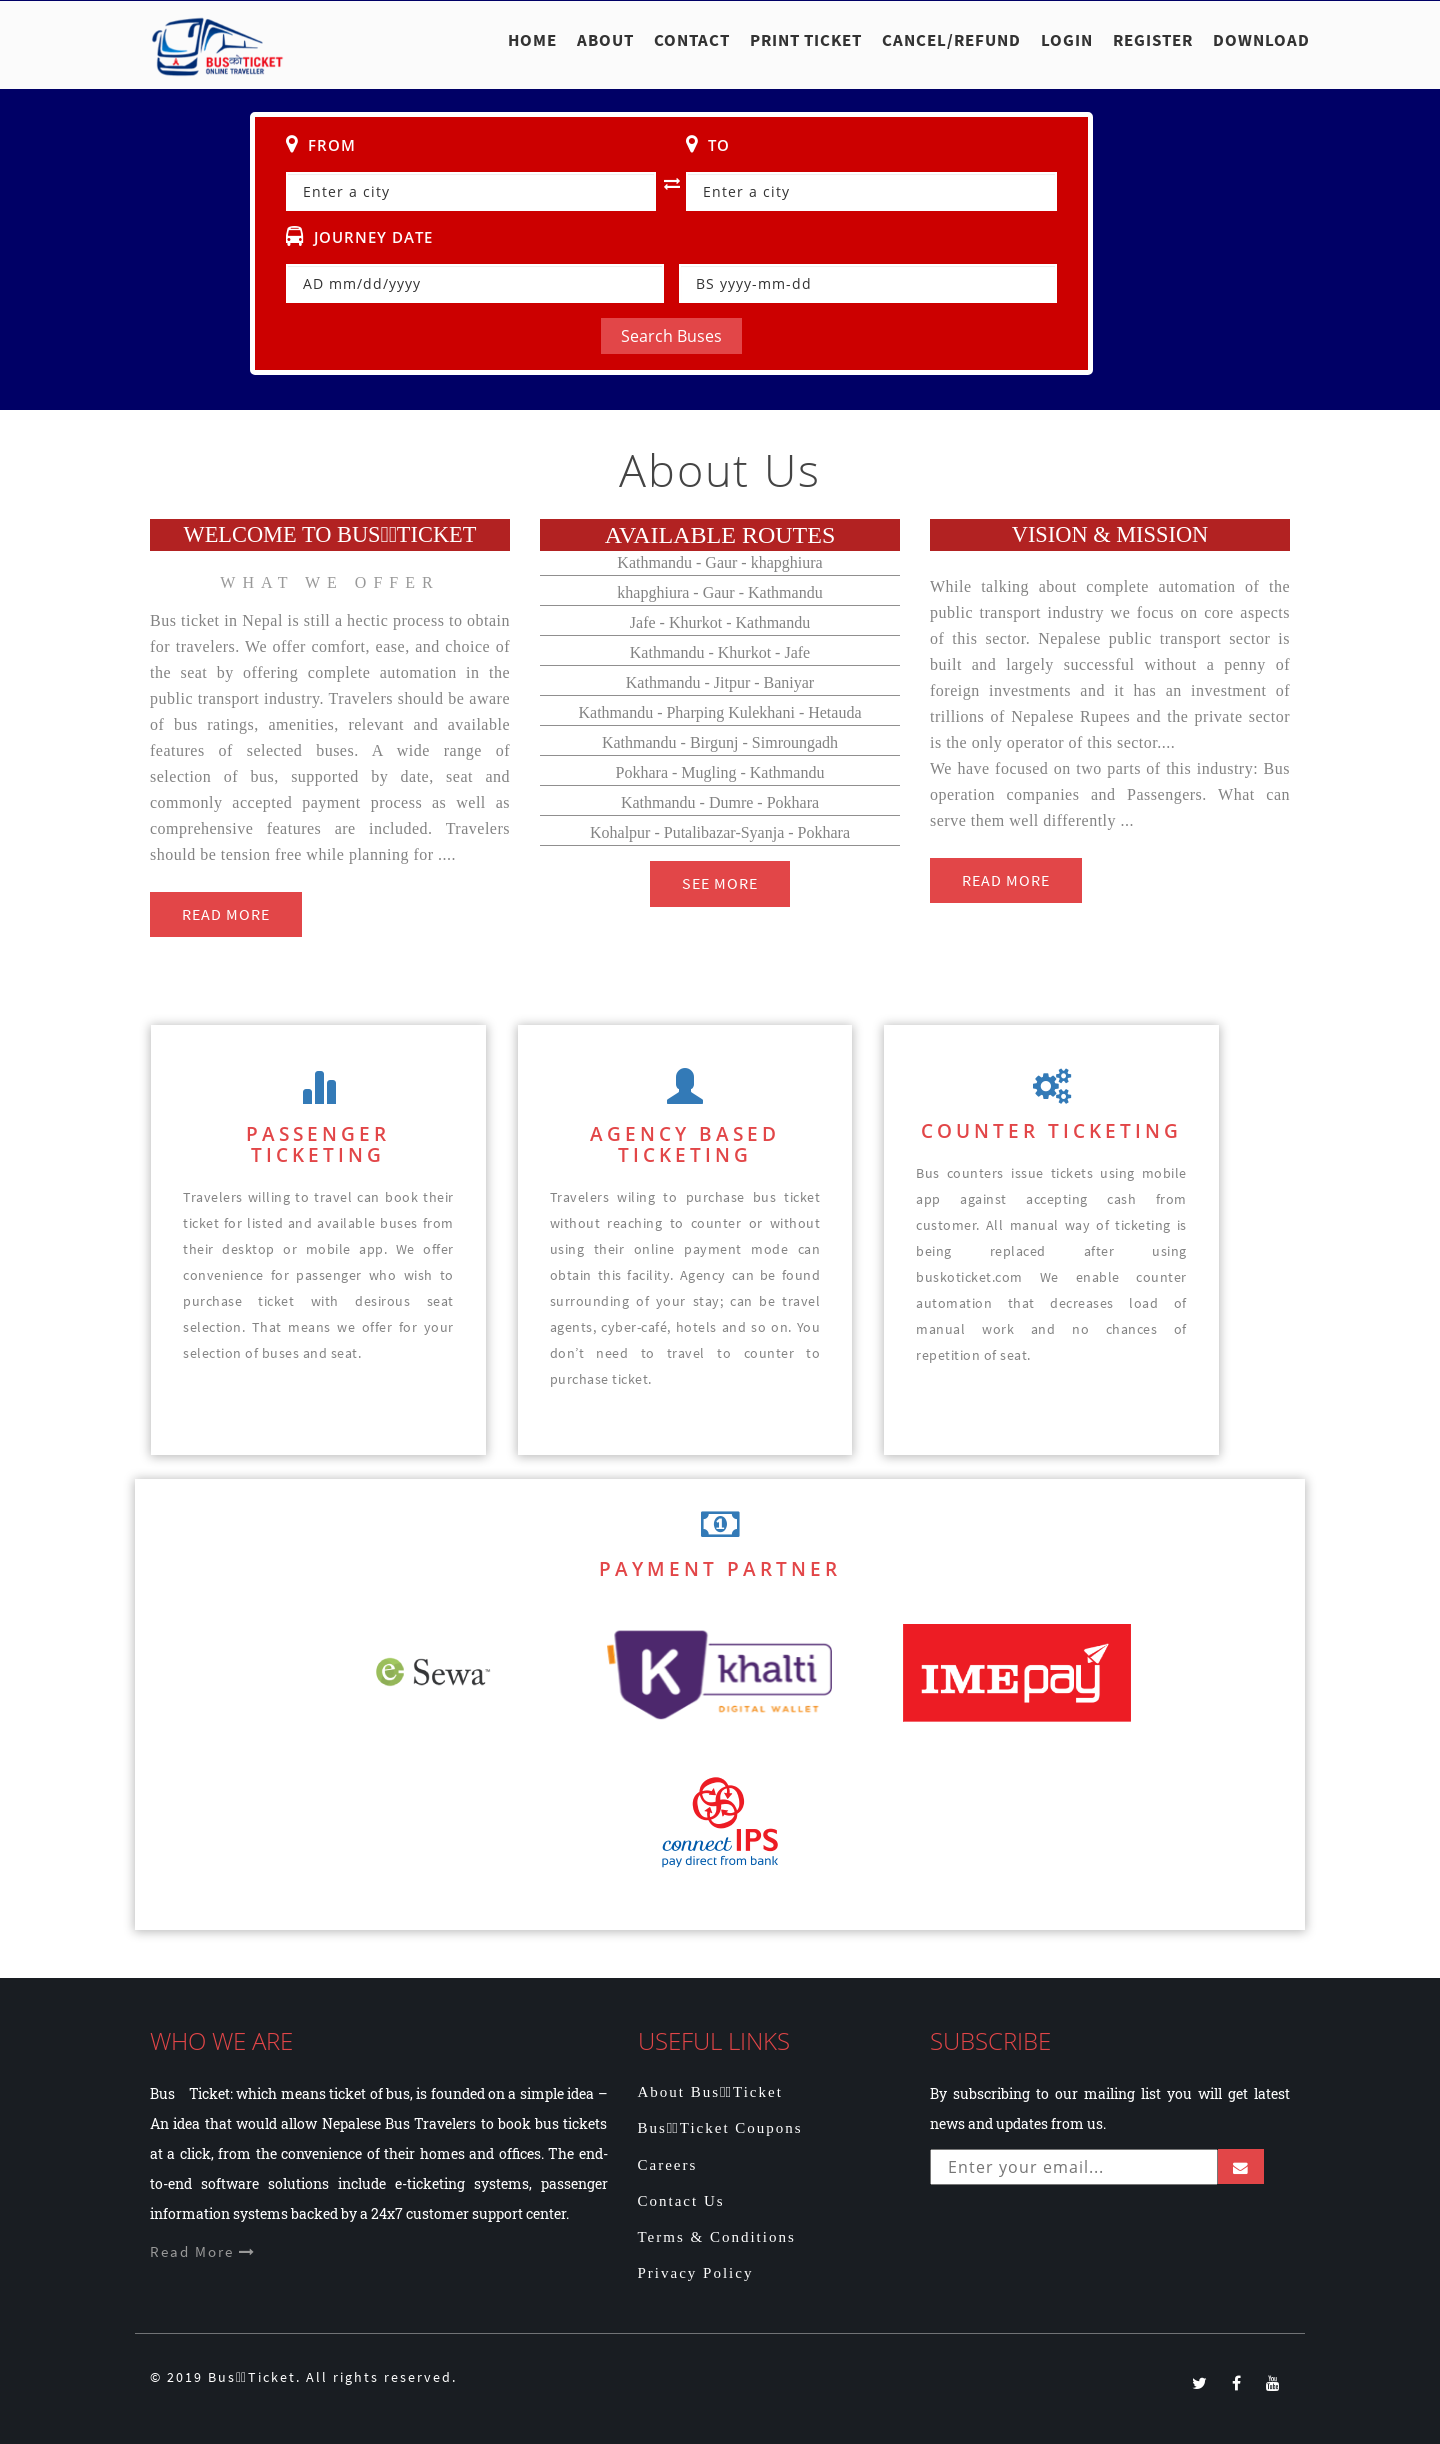 BUSकोTICKET
ONLINE TRAVELLER
HOME ABOUT CONTACT PRINT TICKET CANCEL/REFUND LOGIN REGISTER DOWNLOAD
FROM
TO
Enter a city
Enter a city
JOURNEY DATE
AD mm/dd/yyyy
BS yyyy-mm-dd
Search Buses
About Us
WELCOME TO BUS▯▯TICKET
WHAT WE OFFER
Bus ticket in Nepal is still a hectic process to obtain
for travelers. We offer comfort, ease, and choice of
the seat by offering complete automation in the
public transport industry. Travelers should be aware
of bus ratings, amenities, relevant and available
features of selected buses. A wide range of
selection of bus, supported by date, seat and
commonly accepted payment process as well as
comprehensive features are included. Travelers
should be tension free while planning for ....
READ MORE
AVAILABLE ROUTES
Kathmandu - Gaur - khapghiura
khapghiura - Gaur - Kathmandu
Jafe - Khurkot - Kathmandu
Kathmandu - Khurkot - Jafe
Kathmandu - Jitpur - Baniyar
Kathmandu - Pharping Kulekhani - Hetauda
Kathmandu - Birgunj - Simroungadh
Pokhara - Mugling - Kathmandu
Kathmandu - Dumre - Pokhara
Kohalpur - Putalibazar-Syanja - Pokhara
SEE MORE
VISION & MISSION
While talking about complete automation of the
public transport industry we focus on core aspects
of this sector. Nepalese public transport sector is
built and largely successful without a penny of
foreign investments and it has an investment of
trillions of Nepalese Rupees and the private sector
is the only operator of this sector....
We have focused on two parts of this industry: Bus
operation companies and Passengers. What can
serve them well differently ...
READ MORE
PASSENGER
TICKETING
Travelers willing to travel can book their
ticket for listed and available buses from
their desktop or mobile app. We offer
convenience for passenger who wish to
purchase ticket with desirous seat
selection. That means we offer for your
selection of buses and seat.
AGENCY BASED
TICKETING
Travelers wiling to purchase bus ticket
without reaching to counter or without
using their online payment mode can
obtain this facility. Agency can be found
surrounding of your stay; can be travel
agents, cyber-café, hotels and so on. You
don't need to travel to counter to
purchase ticket.
COUNTER TICKETING
Bus counters issue tickets using mobile
app against accepting cash from
customer. All manual way of ticketing is
being replaced after using
buskoticket.com We enable counter
automation that decreases load of
manual work and no chances of
repetition of seat.
PAYMENT PARTNER
e Sewa™
K khalti
DIGITAL WALLET
IMEpay
connectIPS
pay direct from bank
WHO WE ARE
Bus Ticket: which means ticket of bus, is founded on a simple idea –
An idea that would allow Nepalese Bus Travelers to book bus tickets
at a click, from the convenience of their homes and offices. The end-
to-end software solutions include e-ticketing systems, passenger
information systems backed by a 24x7 customer support center.
Read More
USEFUL LINKS
About Bus▯▯Ticket
Bus▯▯Ticket Coupons
Careers
Contact Us
Terms & Conditions
Privacy Policy
SUBSCRIBE
By subscribing to our mailing list you will get latest
news and updates from us.
Enter your email...
© 2019 Bus▯▯Ticket. All rights reserved.